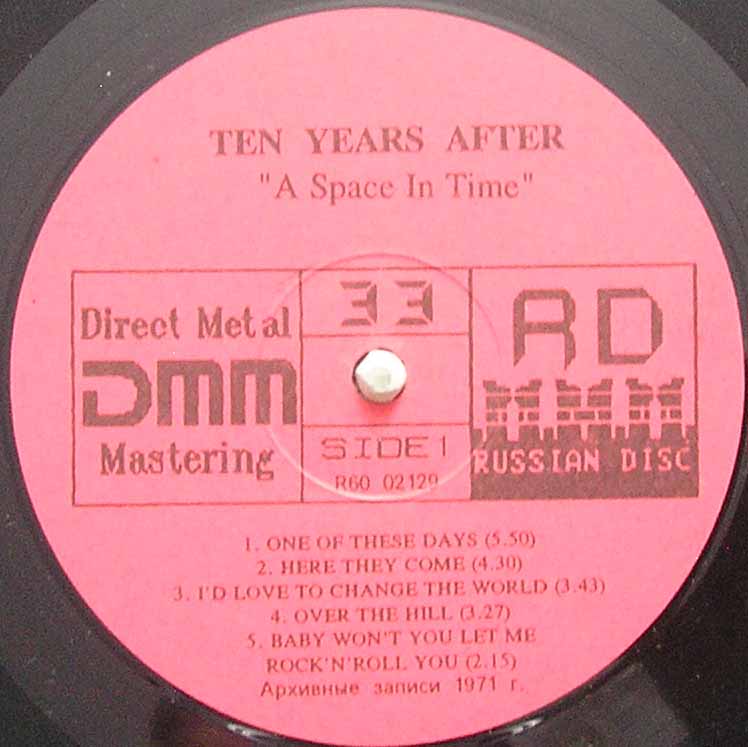 TEN YEARS AFTER
"A Space In Time"
Direct Metal
DMM
Mastering
33
SIDE 1
R60 02129
RD
RUSSIAN DISC
1. ONE OF THESE DAYS (5.50)
2. HERE THEY COME (4.30)
3. I'D LOVE TO CHANGE THE WORLD (3.43)
4. OVER THE HILL (3.27)
5. BABY WON'T YOU LET ME
ROCK'N'ROLL YOU (2.15)
Архивные записи 1971 г.